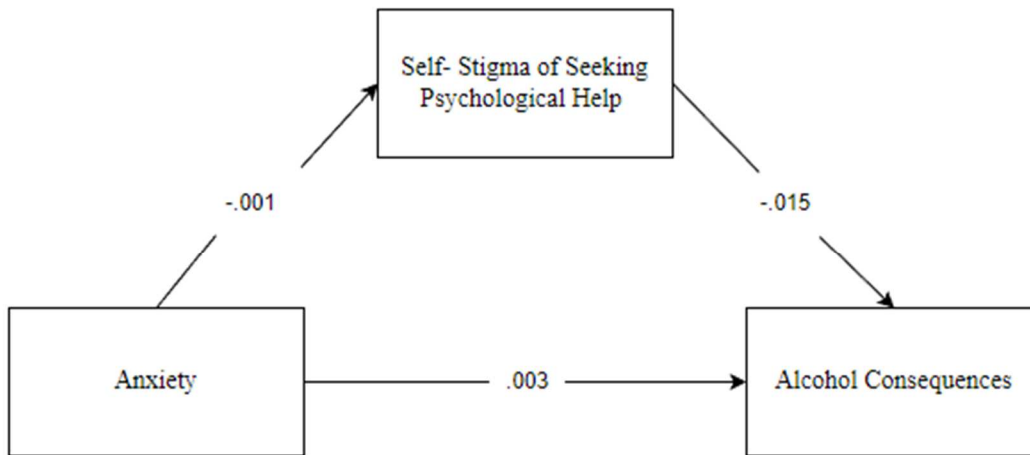 Self- Stigma of Seeking
Psychological Help
-.001
-.015
Anxiety
.003
Alcohol Consequences